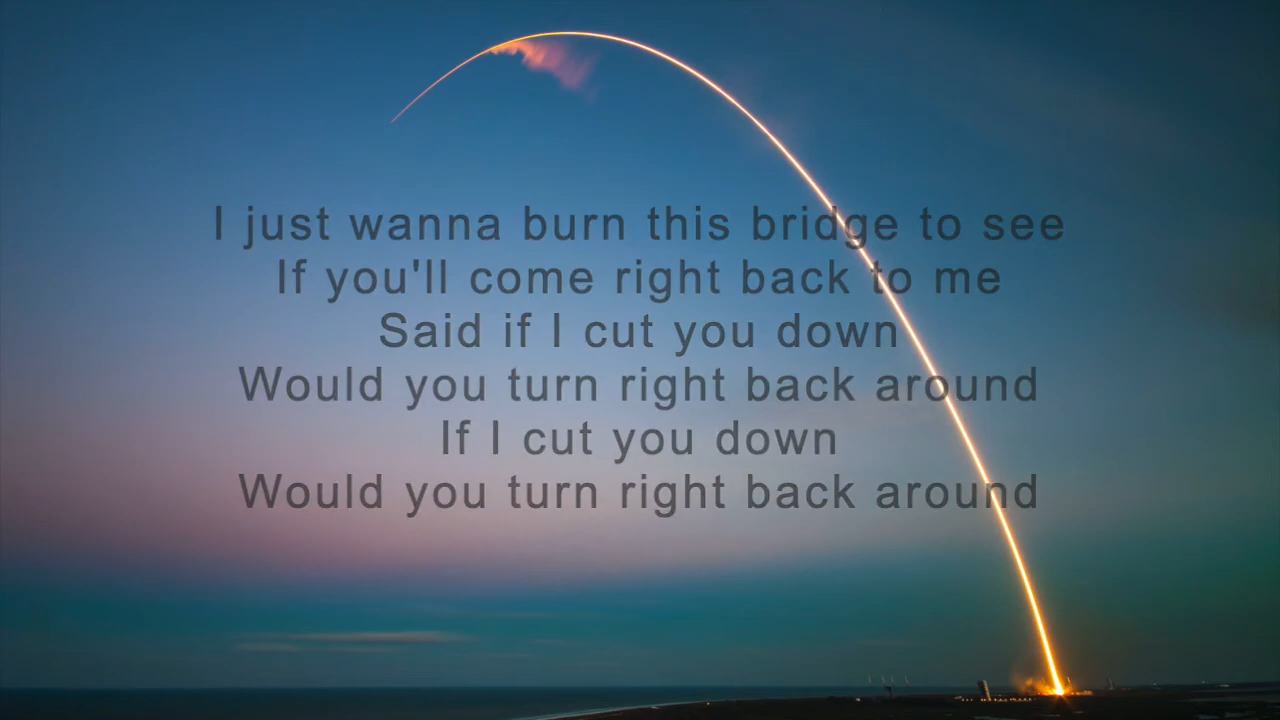 I just wanna burn this bridge to see
If you'll come right back to me
Said if I cut you down
Would you turn right back around
If I cut you down
Would you turn right back around